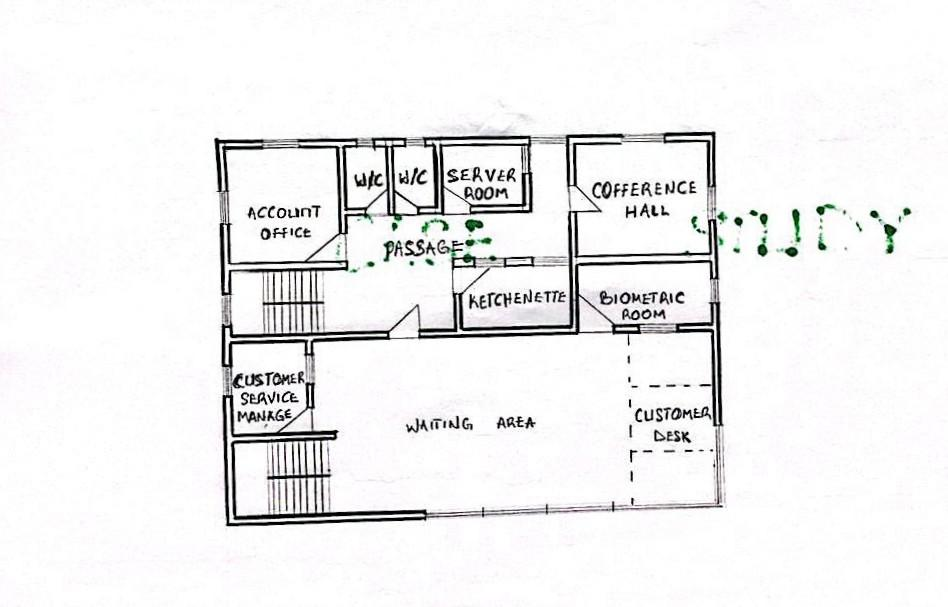 ACCOUNT
OFFICE
W/C
W/C
SERVER
ROOM
COFFERENCE
HALL
PASSAGE
STUDY
KETCHENETTE
BIOMETRIC
ROOM
CUSTOMER
SERVICE
MANAGE
WAITING AREA
CUSTOMER
DESK